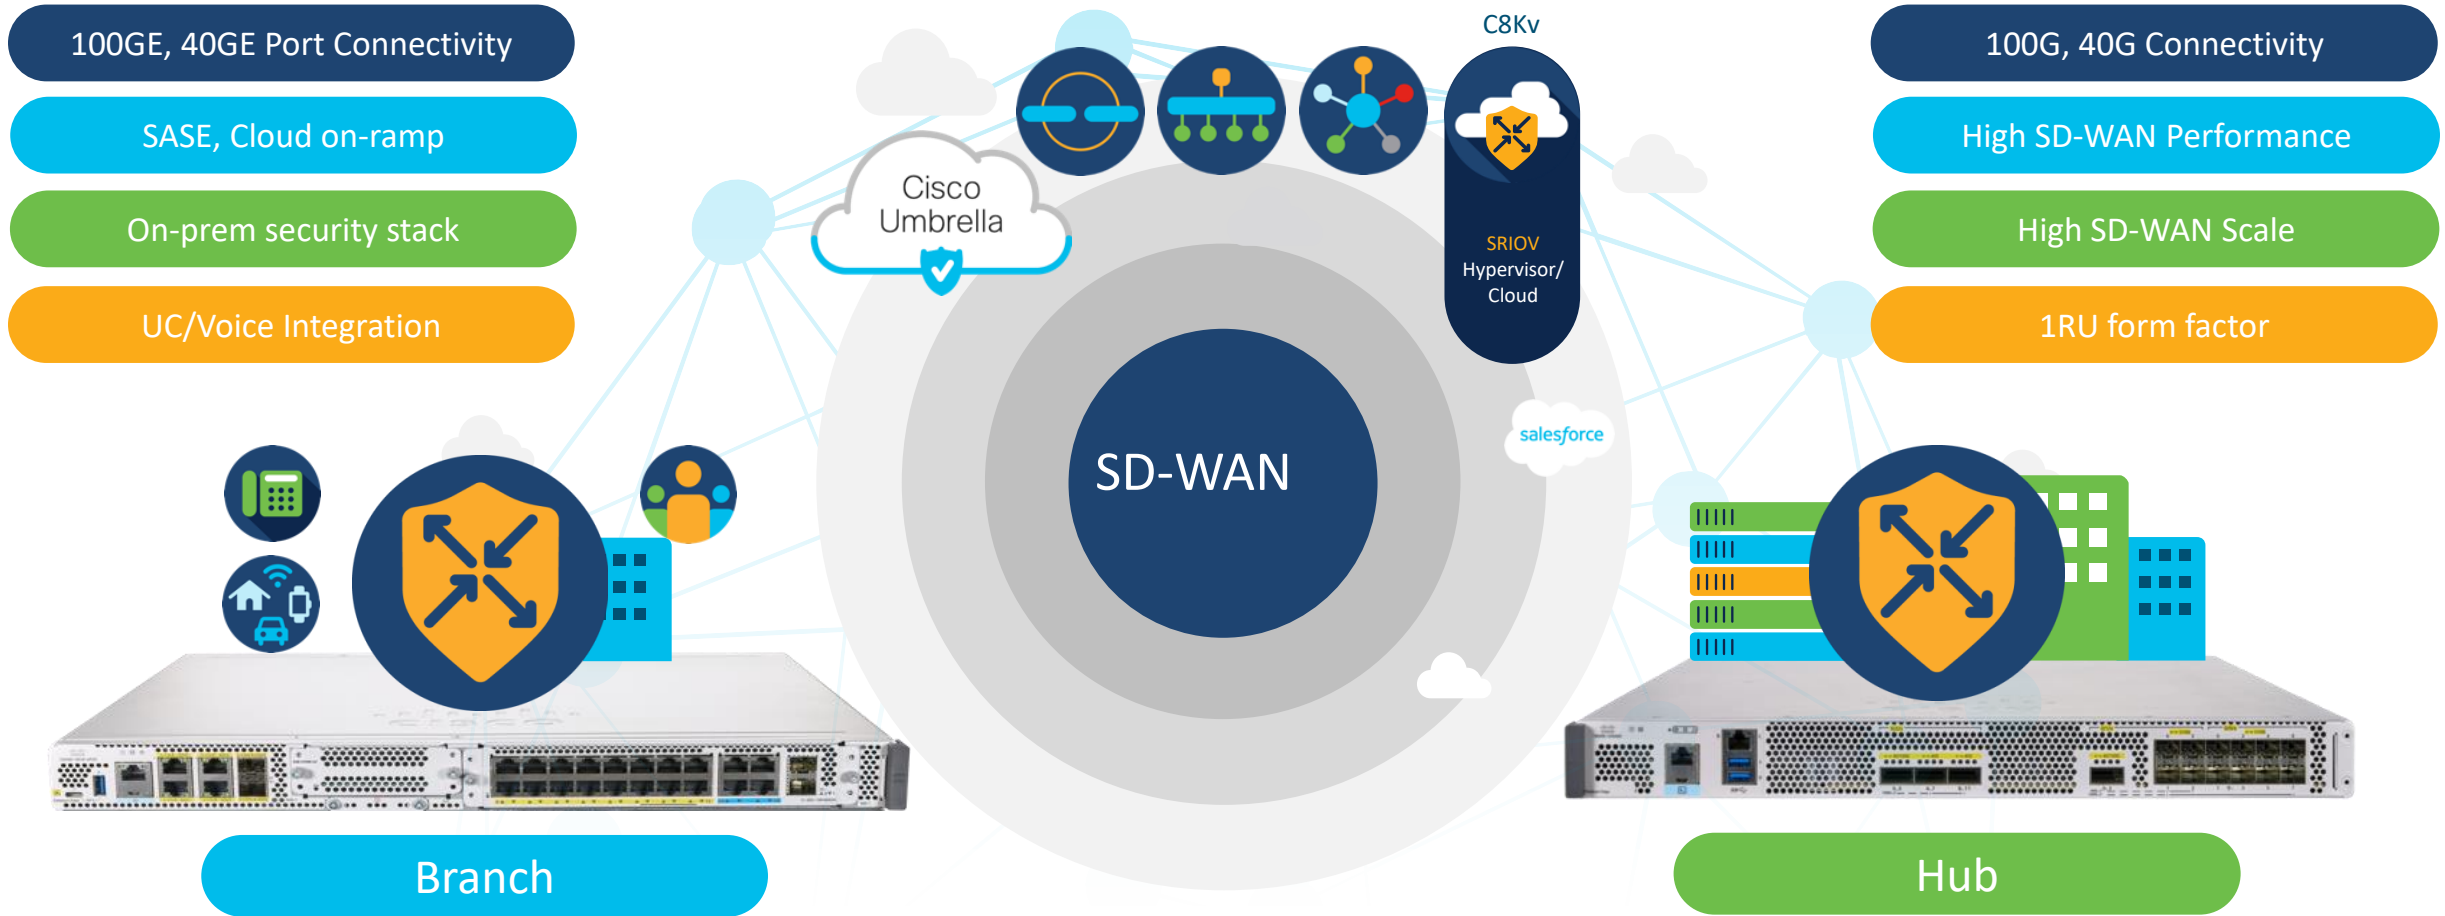 100GE, 40GE Port Connectivity
SASE, Cloud on-ramp
On-prem security stack
UC/Voice Integration
C8Kv
Cisco
Umbrella
SRIOV
Hypervisor/
Cloud
salesforce
SD-WAN
100G, 40G Connectivity
High SD-WAN Performance
High SD-WAN Scale
1RU form factor
Branch
Hub